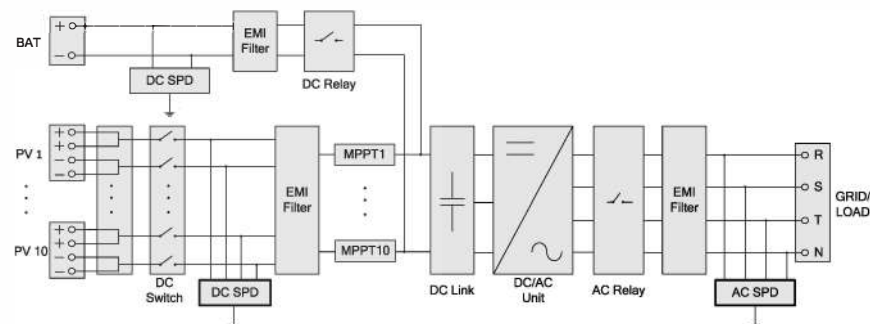 BAT
+
−
EMI
Filter
DC SPD
DC Relay
PV 1
+
+
−
−
MPPT1
EMI
Filter
PV 10
+
+
−
−
MPPT10
DC
Switch
DC SPD
DC Link
DC/AC
Unit
AC Relay
EMI
Filter
R
S
T
N
GRID/
LOAD
AC SPD